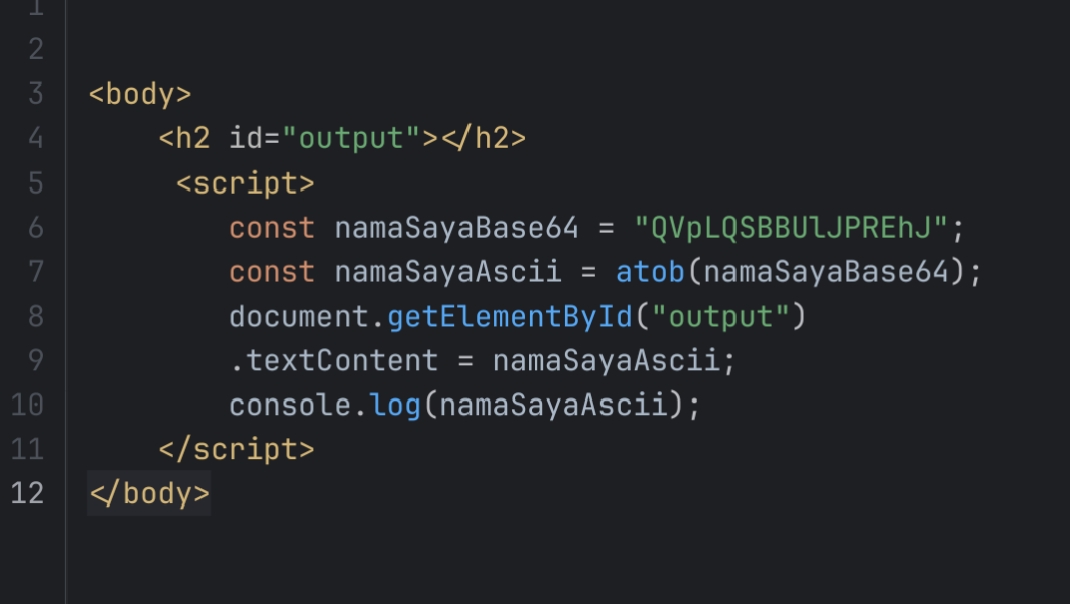 1
2
3 <body>
4 <h2 id="output"></h2>
5 <script>
6 const namaSayaBase64 = "QVpLQSBBUlJPREhJ";
7 const namaSayaAscii = atob(namaSayaBase64);
8 document.getElementById("output")
9 .textContent = namaSayaAscii;
10 console.log(namaSayaAscii);
11 </script>
12 </body>